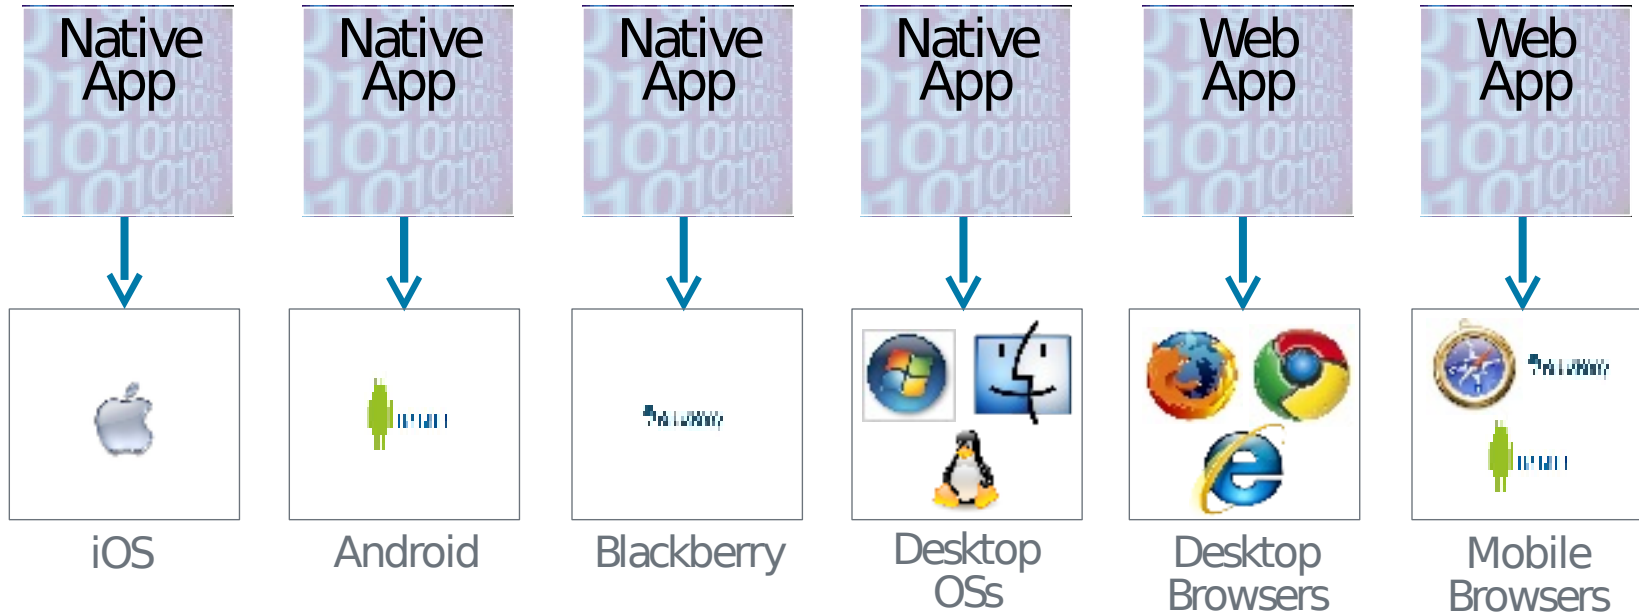 Native
App
Native
App
Native
App
Native
App
Web
App
Web
App
iOS
Android
Blackberry
Desktop
OSs
Desktop
Browsers
Mobile
Browsers